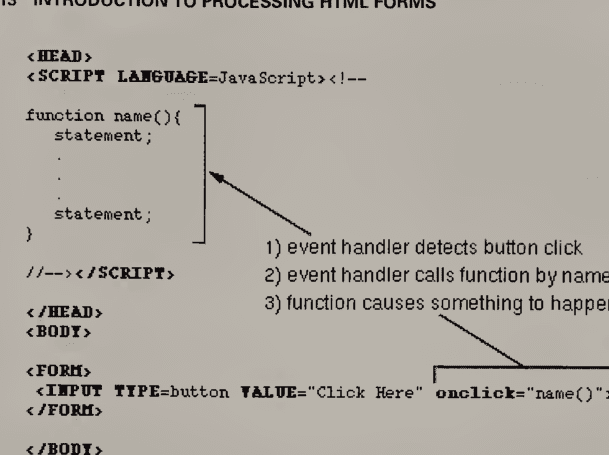 INTRODUCTION TO PROCESSING HTML FORMS
<HEAD>
<SCRIPT LANGUAGE=JavaScript><!--
function name(){
statement;
.
.
.
statement;
}
//--></SCRIPT>
1) event handler detects button click
2) event handler calls function by name
3) function causes something to happen
</HEAD>
<BODY>
<FORM>
<INPUT TYPE=button VALUE="Click Here" onclick="name()">
</FORM>
</BODY>